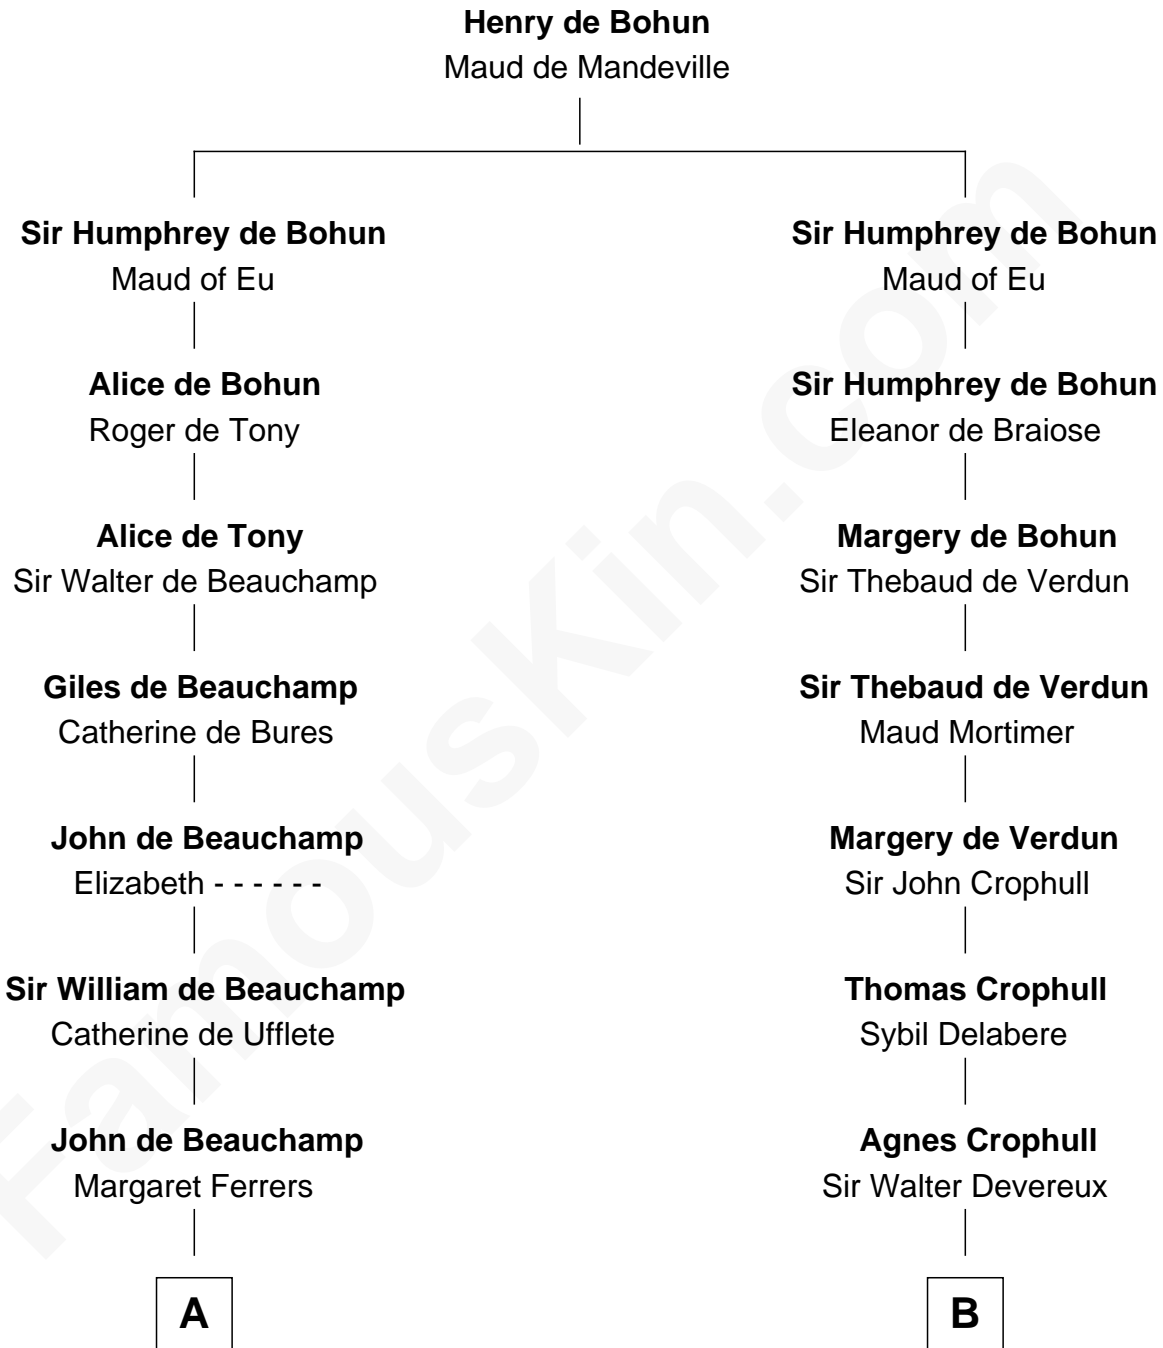 Henry de Bohun
Maud de Mandeville
Sir Humphrey de Bohun
Maud of Eu
Alice de Bohun
Roger de Tony
Alice de Tony
Sir Walter de Beauchamp
Giles de Beauchamp
Catherine de Bures
John de Beauchamp
Elizabeth - - - - - -
Sir William de Beauchamp
Catherine de Ufflete
John de Beauchamp
Margaret Ferrers
A
Sir Humphrey de Bohun
Maud of Eu
Sir Humphrey de Bohun
Eleanor de Braiose
Margery de Bohun
Sir Thebaud de Verdun
Sir Thebaud de Verdun
Maud Mortimer
Margery de Verdun
Sir John Crophull
Thomas Crophull
Sybil Delabere
Agnes Crophull
Sir Walter Devereux
B
FamousKin.com